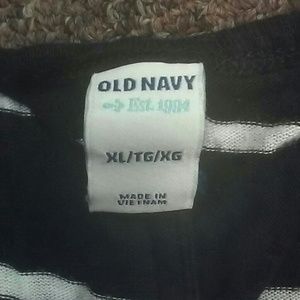 OLD NAVY
Est. 1994
XL/TG/XG
MADE IN
VIETNAM